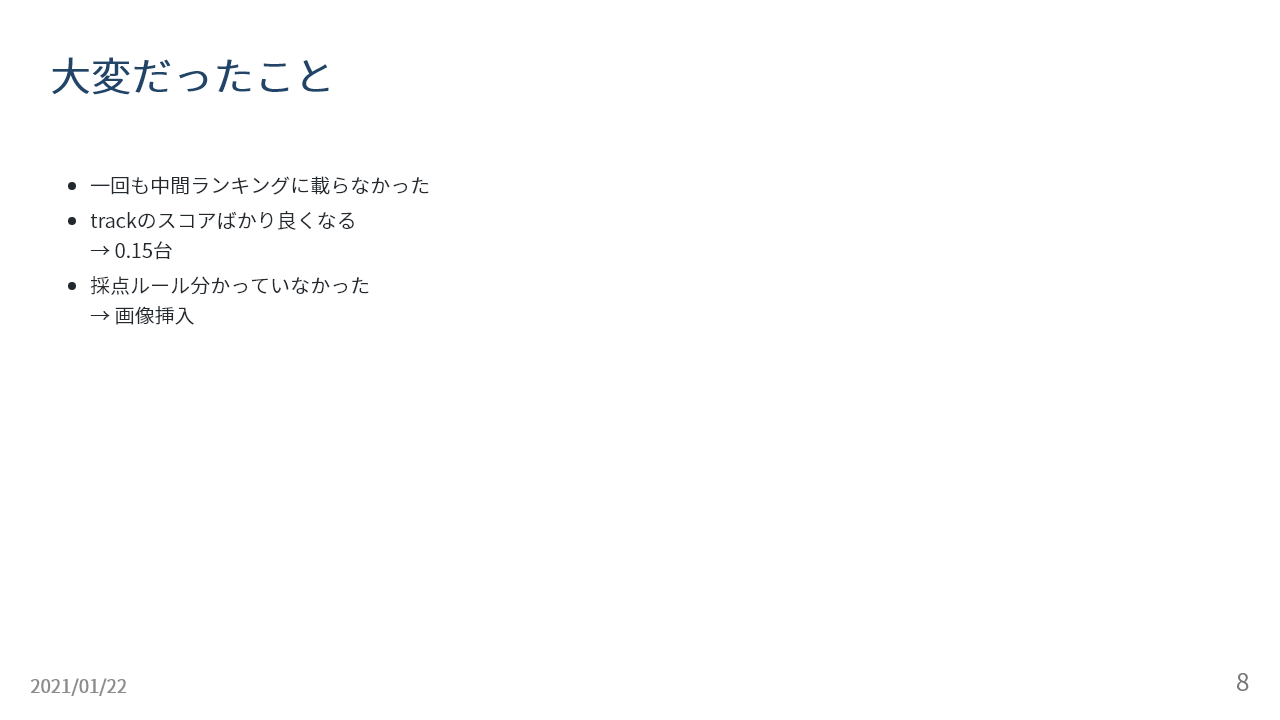 大変だったこと
• 一回も中間ランキングに載らなかった
• trackのスコアばかり良くなる
→ 0.15台
• 採点ルール分かっていなかった
→ 画像挿入
2021/01/22
8